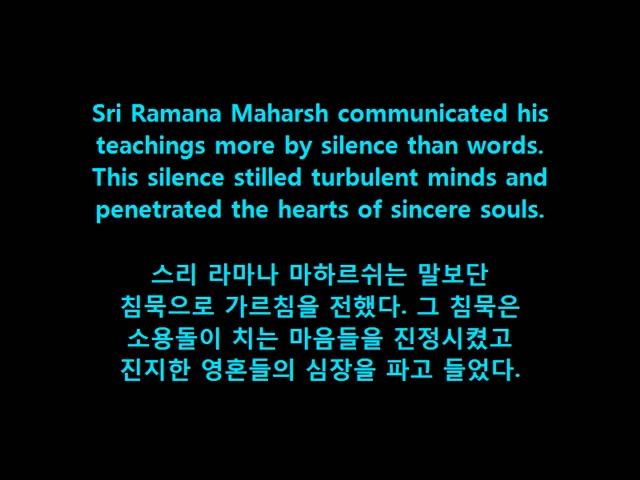 Sri Ramana Maharsh communicated his
teachings more by silence than words.
This silence stilled turbulent minds and
penetrated the hearts of sincere souls.
스리 라마나 마하르쉬는 말보단
침묵으로 가르침을 전했다. 그 침묵은
소용돌이 치는 마음들을 진정시켰고
진지한 영혼들의 심장을 파고 들었다.